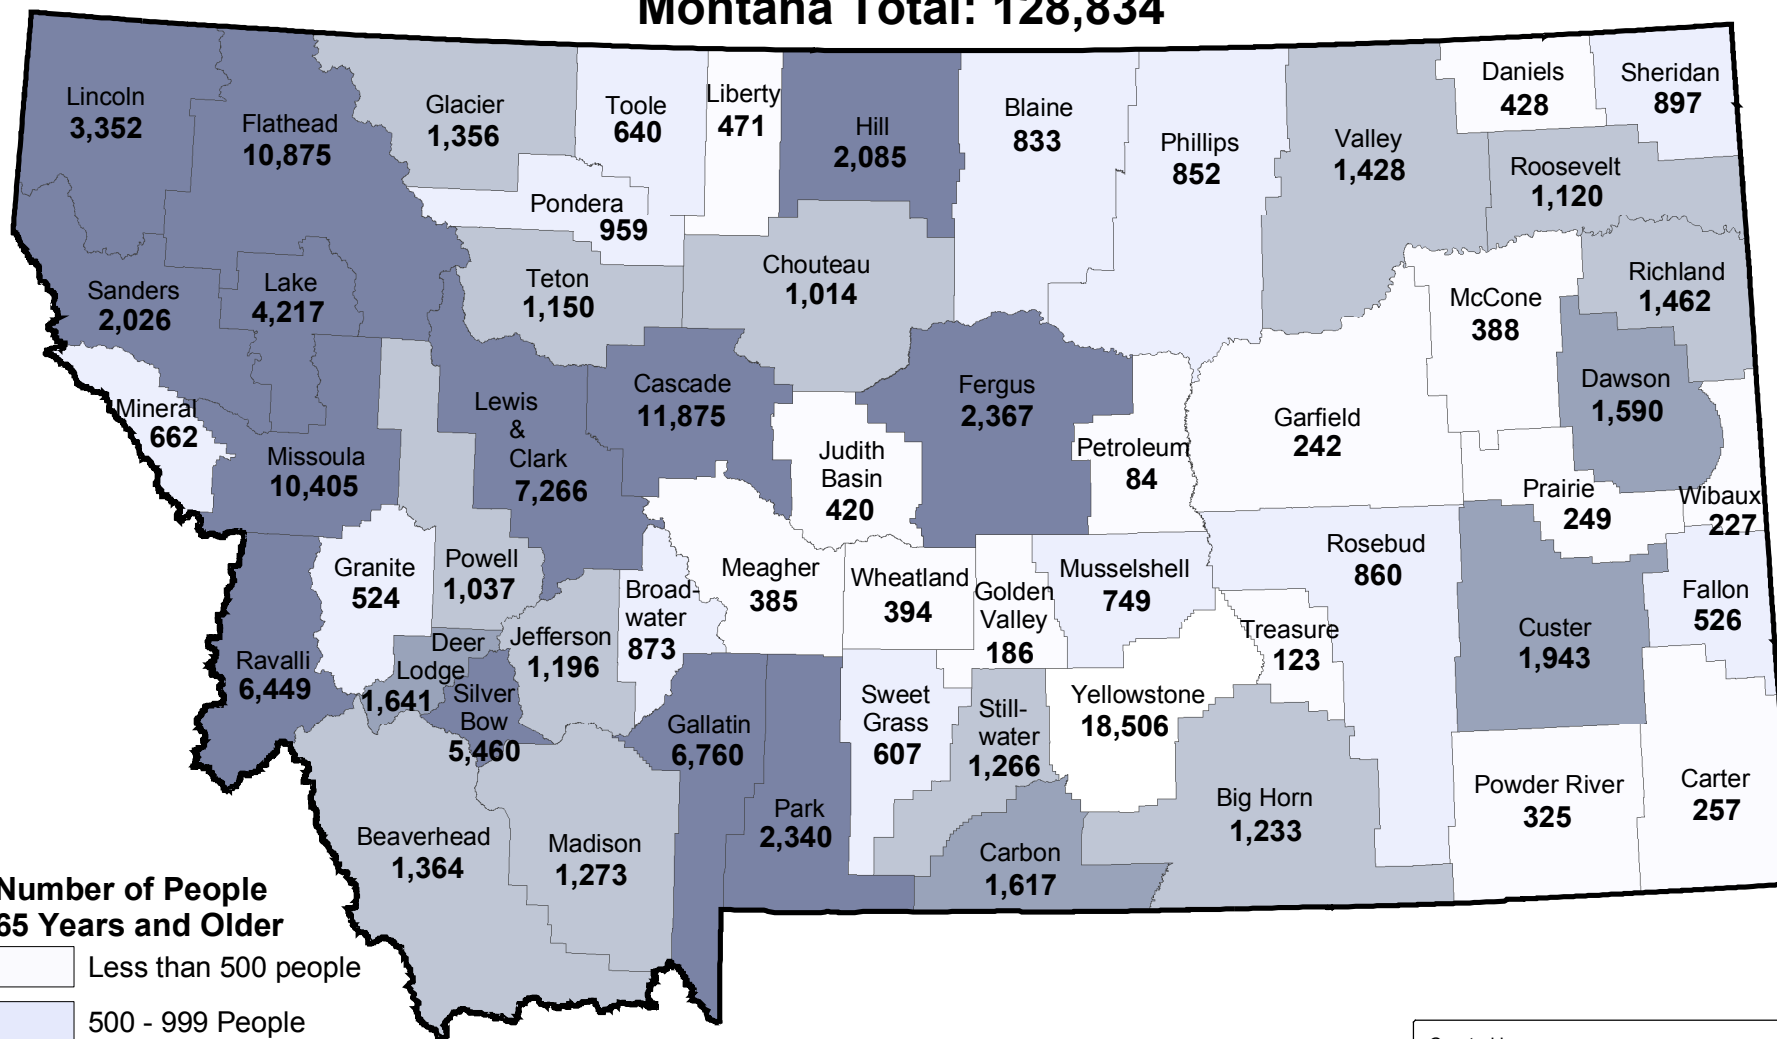 Montana Total: 128,834
Lincoln
3,352
Flathead
10,875
Glacier
1,356
Toole
640
Liberty
471
Hill
2,085
Blaine
833
Phillips
852
Valley
1,428
Daniels
428
Sheridan
897
Roosevelt
1,120
Pondera
959
Sanders
2,026
Lake
4,217
Teton
1,150
Chouteau
1,014
McCone
388
Richland
1,462
Mineral
662
Missoula
10,405
Lewis
&
Clark
7,266
Cascade
11,875
Judith
Basin
420
Fergus
2,367
Petroleum
84
Garfield
242
Dawson
1,590
Prairie
249
Wibaux
227
Granite
524
Powell
1,037
Broad-
water
873
Meagher
385
Wheatland
394
Golden
Valley
186
Musselshell
749
Rosebud
860
Treasure
123
Custer
1,943
Fallon
526
Ravalli
6,449
Deer
Lodge
1,641
Silver
Bow
5,460
Jefferson
1,196
Gallatin
6,760
Park
2,340
Sweet
Grass
607
Still-
water
1,266
Yellowstone
18,506
Big Horn
1,233
Powder River
325
Carter
257
Beaverhead
1,364
Madison
1,273
Carbon
1,617
Number of People
65 Years and Older
Less than 500 people
500 - 999 People